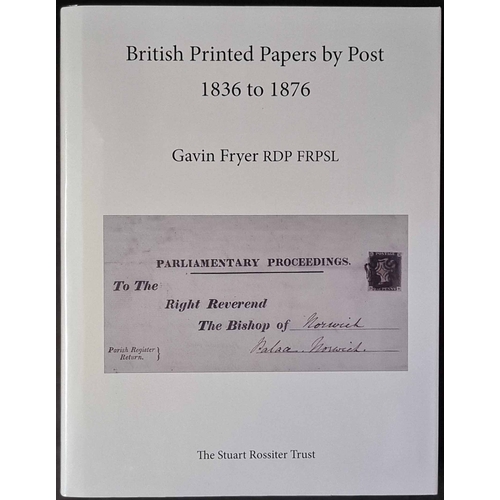 British Printed Papers by Post
1836 to 1876
Gavin Fryer RDP FRPSL
PARLIAMENTARY PROCEEDINGS.
To The
Right Reverend
The Bishop of Norwich
Palace Norwich.
Parish Register
Return.
POSTAGE
The Stuart Rossiter Trust